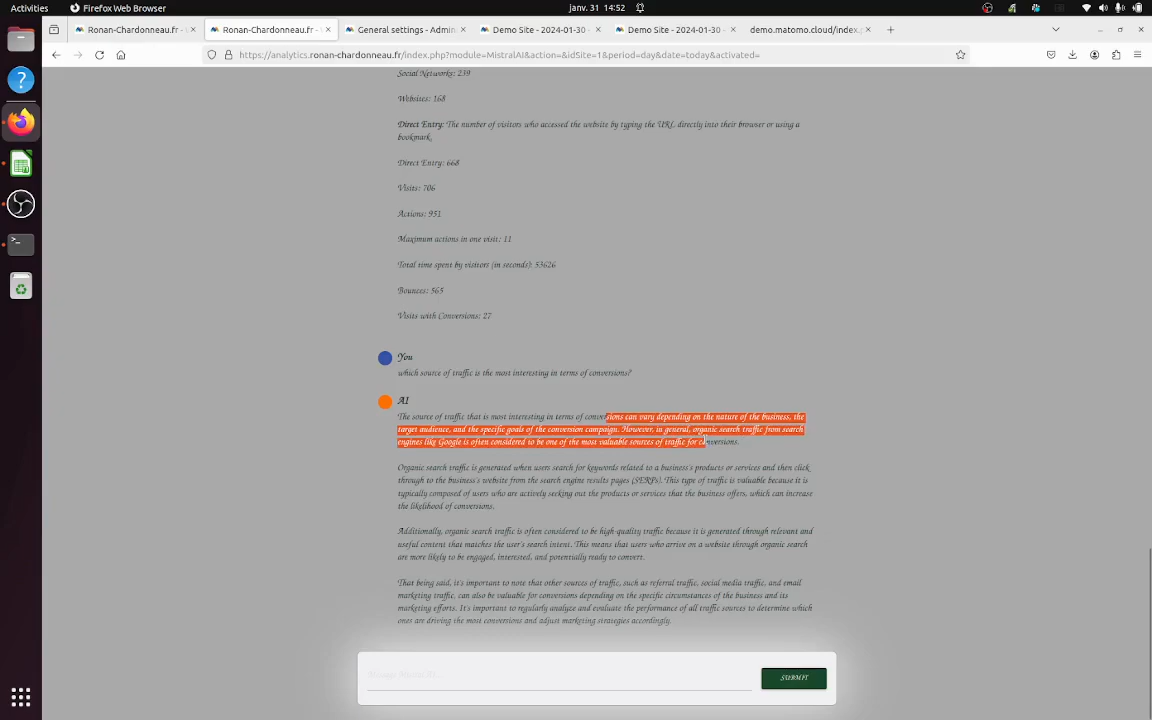 Activities
Firefox Web Browser
janv. 31 14:52
Ronan-Chardonneau.fr -
Ronan-Chardonneau.fr -
General settings - Admin
Demo Site - 2024-01-30 -
Demo Site - 2024-01-30 -
demo.matomo.cloud/index.p
https://analytics.ronan-chardonneau.fr/index.php?module=MistralAI&action=&idSite=1&period=day&date=today&activated=
Social Networks: 239
Websites: 168
Direct Entry: The number of visitors who accessed the website by typing the URL directly into their browser or using a
bookmark.
Direct Entry: 668
Visits: 706
Actions: 951
Maximum actions in one visit: 11
Total time spent by visitors (in seconds): 53626
Bounces: 565
Visits with Conversions: 27
You
which source of traffic is the most interesting in terms of conversions?
AI
The source of traffic that is most interesting in terms of conversions can vary depending on the nature of the business, the
target audience, and the specific goals of the conversion campaign. However, in general, organic search traffic from search
engines like Google is often considered to be one of the most valuable sources of traffic for conversions.
Organic search traffic is generated when users search for keywords related to a business's products or services and then click
through to the business's website from the search engine results pages (SERPs). This type of traffic is valuable because it is
typically composed of users who are actively seeking out the products or services that the business offers, which can increase
the likelihood of conversions.
Additionally, organic search traffic is often considered to be high-quality traffic because it is generated through relevant and
useful content that matches the user's search intent. This means that users who arrive on a website through organic search
are more likely to be engaged, interested, and potentially ready to convert.
That being said, it's important to note that other sources of traffic, such as referral traffic, social media traffic, and email
marketing traffic, can also be valuable for conversions depending on the specific circumstances of the business and its
marketing efforts. It's important to regularly analyze and evaluate the performance of all traffic sources to determine which
ones are driving the most conversions and adjust marketing strategies accordingly.
SUBMIT